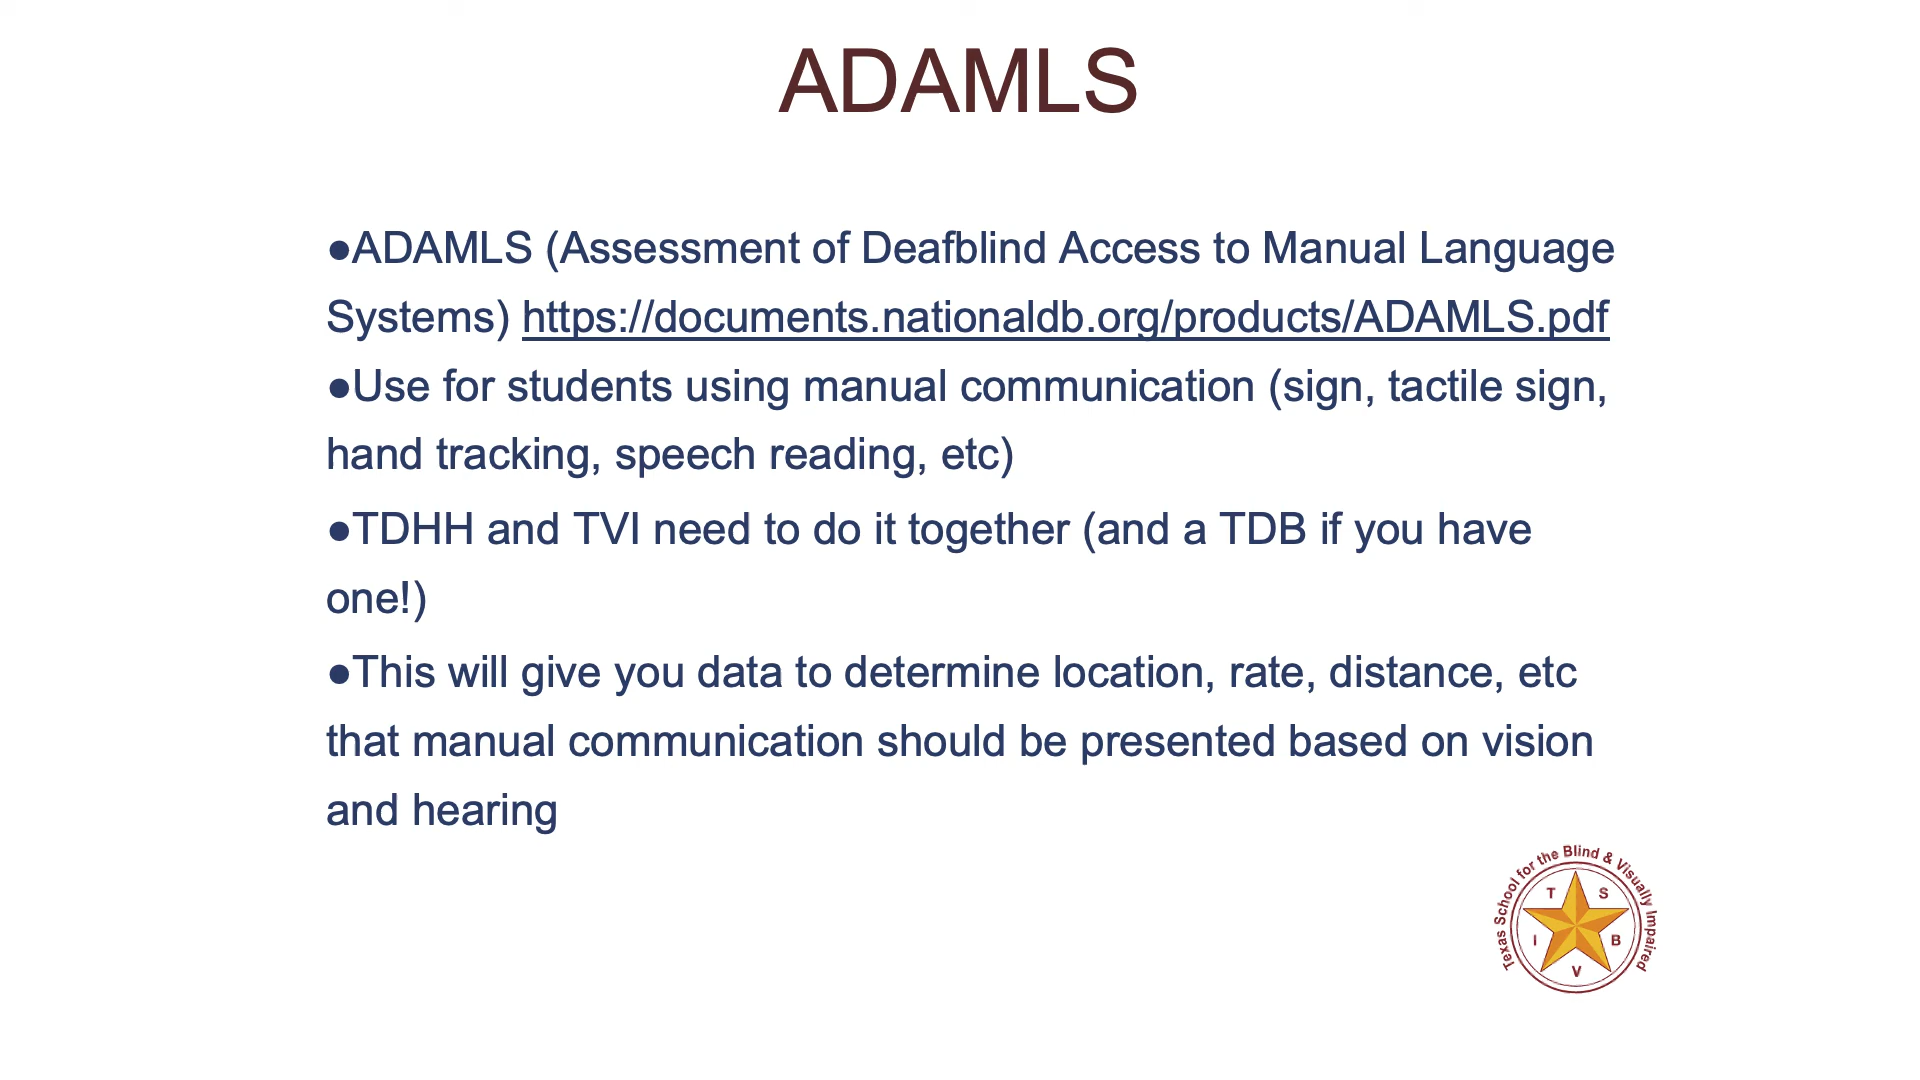 ADAMLS
●ADAMLS (Assessment of Deafblind Access to Manual Language
Systems) https://documents.nationaldb.org/products/ADAMLS.pdf
●Use for students using manual communication (sign, tactile sign,
hand tracking, speech reading, etc)
●TDHH and TVI need to do it together (and a TDB if you have
one!)
●This will give you data to determine location, rate, distance, etc
that manual communication should be presented based on vision
and hearing
Texas School for the Blind & Visually Impaired
T S B V I